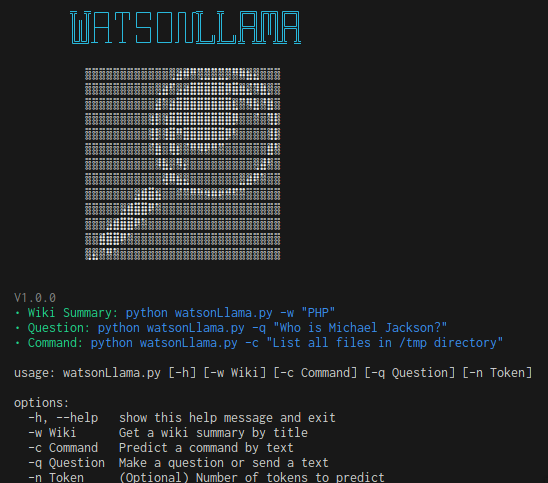 WATSONLLAMA
V1.0.0
· Wiki Summary: python watsonLlama.py -w "PHP"
· Question: python watsonLlama.py -q "Who is Michael Jackson?"
· Command: python watsonLlama.py -c "List all files in /tmp directory"
usage: watsonLlama.py [-h] [-w Wiki] [-c Command] [-q Question] [-n Token]
options:
-h, --help show this help message and exit
-w Wiki Get a wiki summary by title
-c Command Predict a command by text
-q Question Make a question or send a text
-n Token (Optional) Number of tokens to predict